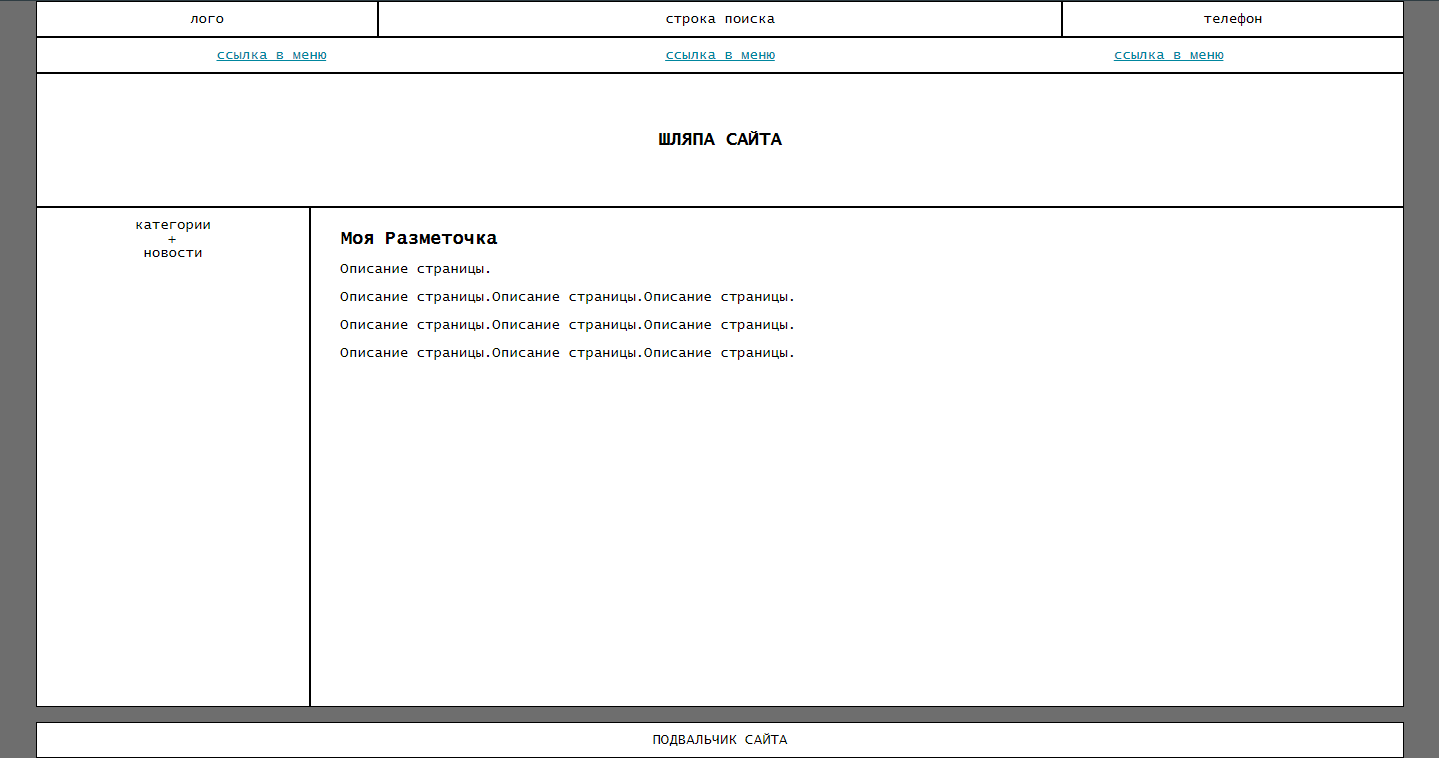 лого
строка поиска
телефон
ссылка в меню
ссылка в меню
ссылка в меню
ШЛЯПА САЙТА
категории
+
новости
Моя Разметочка
Описание страницы.
Описание страницы.Описание страницы.Описание страницы.
Описание страницы.Описание страницы.Описание страницы.
Описание страницы.Описание страницы.Описание страницы.
ПОДВАЛЬЧИК САЙТА